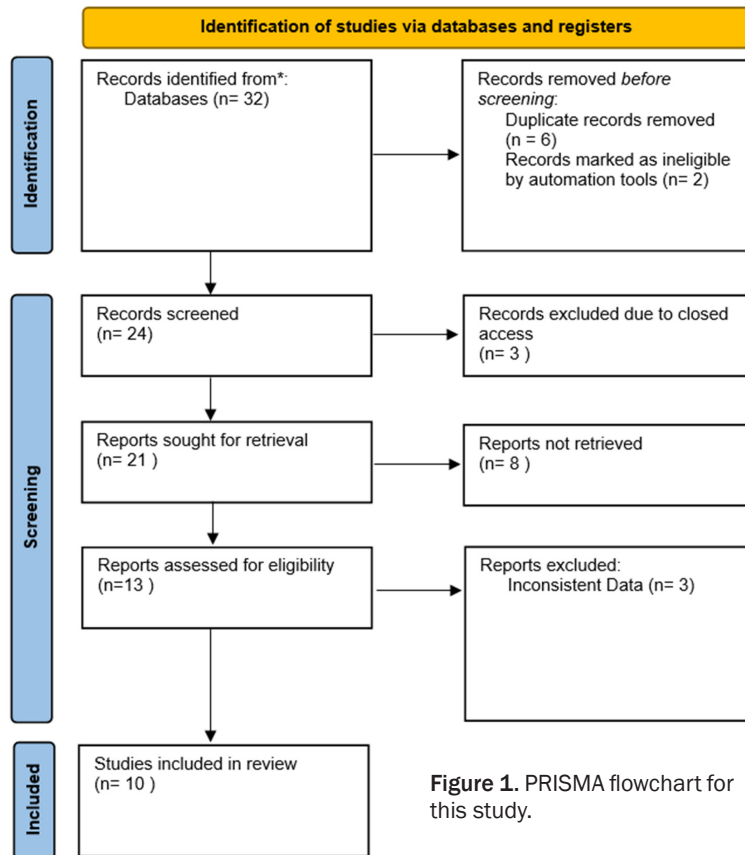 Identification of studies via databases and registers
Identification
Records identified from*:
Databases (n= 32)
Records removed before
screening:
Duplicate records removed
(n = 6)
Records marked as ineligible
by automation tools (n= 2)
Screening
Records screened
(n= 24)
Records excluded due to closed
access
(n= 3 )
Reports sought for retrieval
(n= 21 )
Reports not retrieved
(n= 8 )
Reports assessed for eligibility
(n=13 )
Reports excluded:
Inconsistent Data (n= 3)
Included
Studies included in review
(n= 10 )
Figure 1. PRISMA flowchart for
this study.